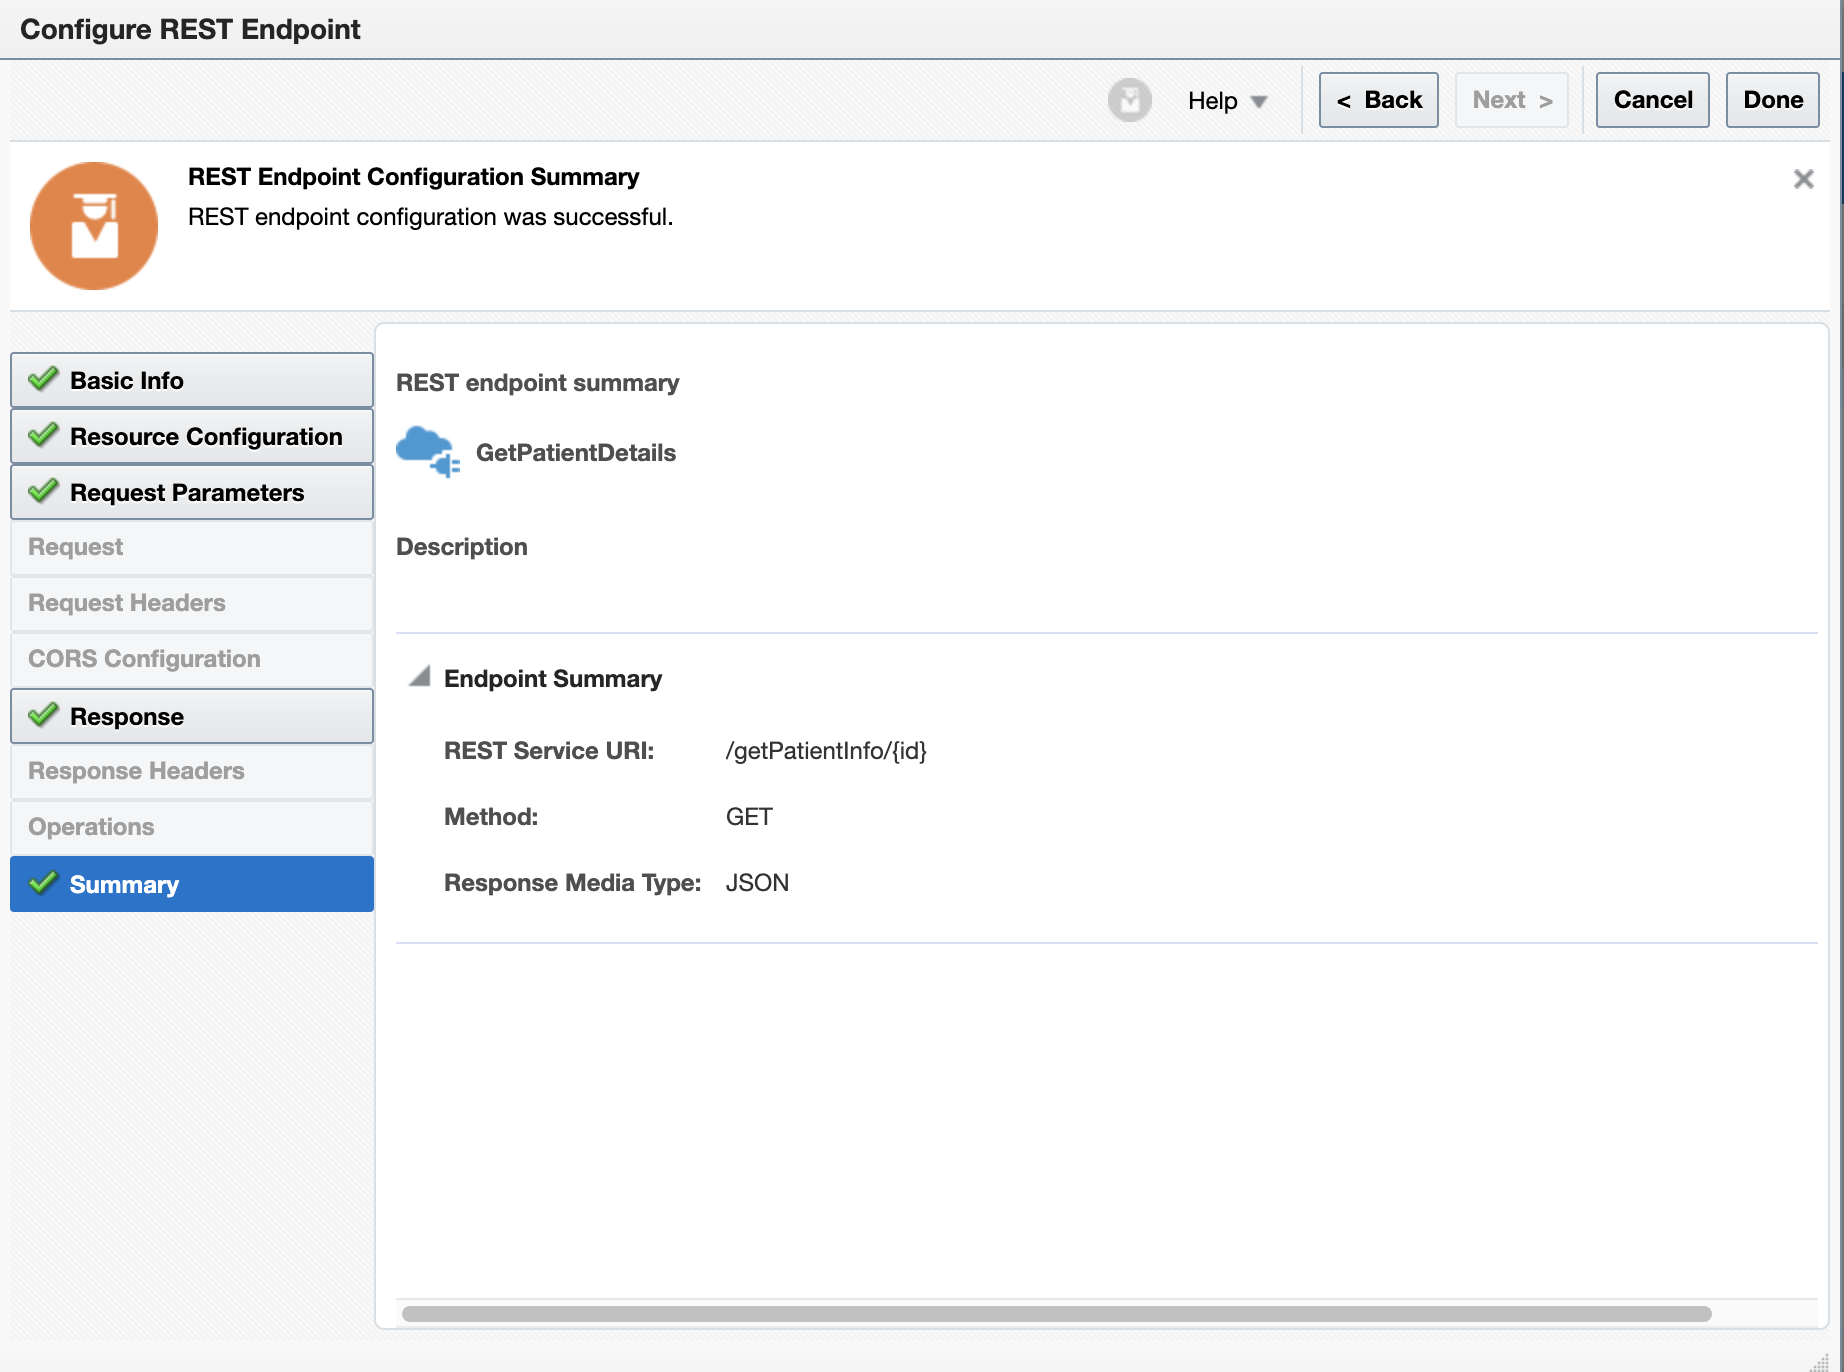 Configure REST Endpoint
Help
< Back
Next >
Cancel
Done
REST Endpoint Configuration Summary
REST endpoint configuration was successful.
Basic Info
Resource Configuration
Request Parameters
Request
Request Headers
CORS Configuration
Response
Response Headers
Operations
Summary
REST endpoint summary
GetPatientDetails
Description
Endpoint Summary
REST Service URI: /getPatientInfo/{id}
Method: GET
Response Media Type: JSON